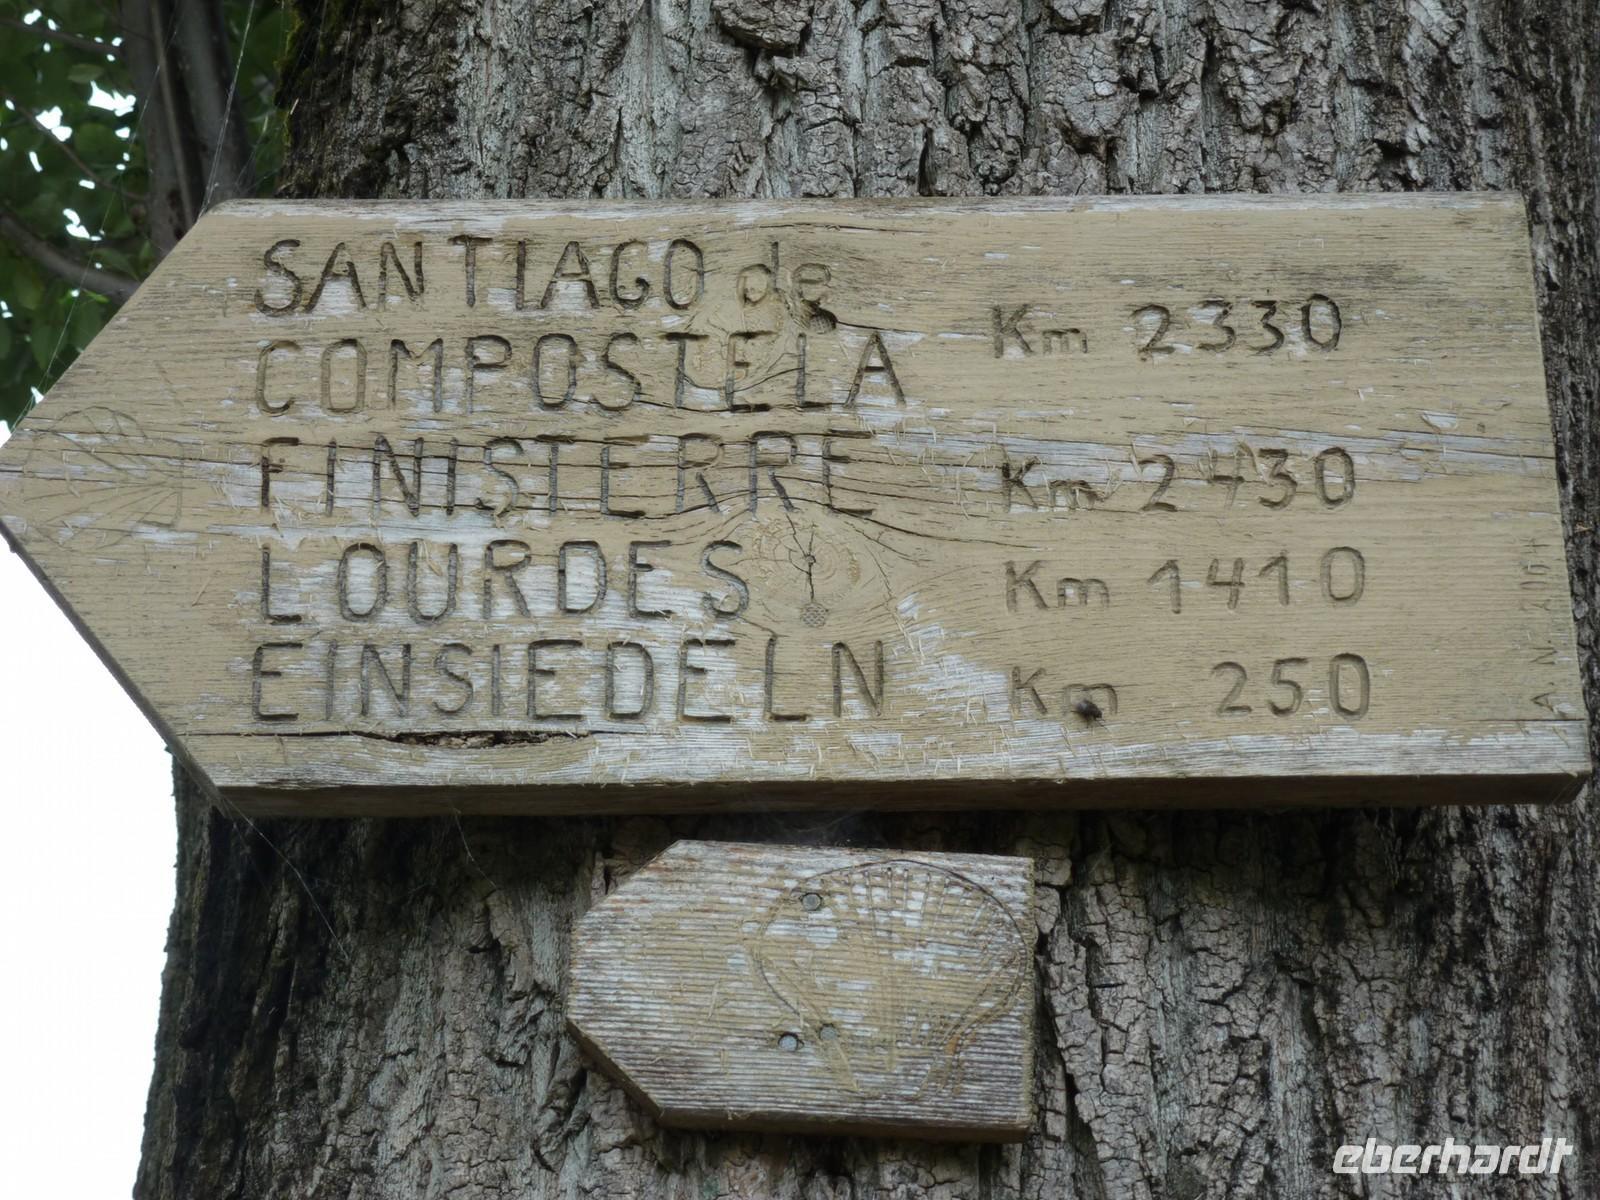 SANTIAGO de
COMPOSTELA Km 2330
FINISTERRE Km 2430
LOURDES Km 1410
EINSIEDELN Km 250
eberhardt